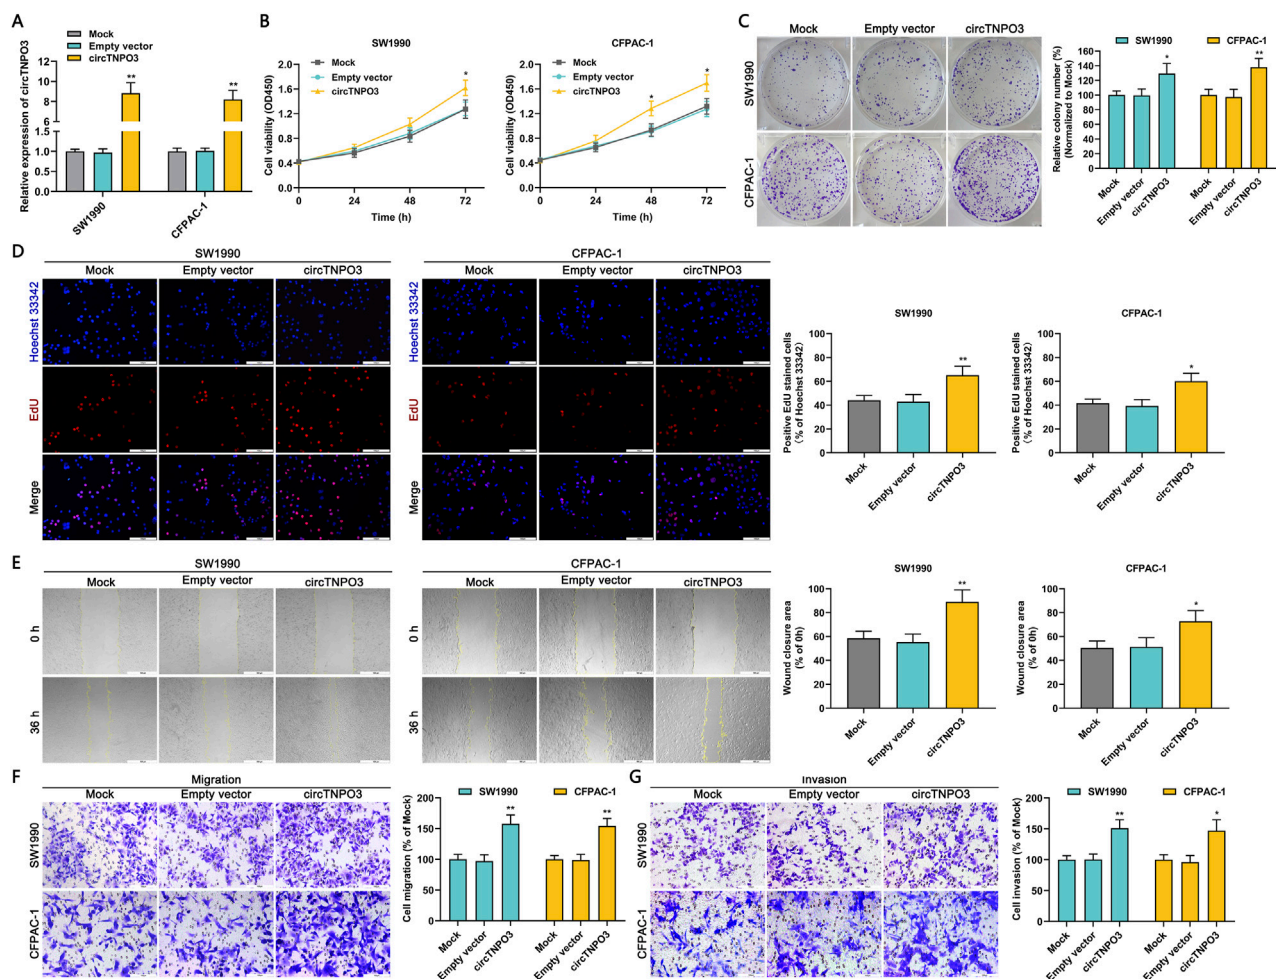 A
Relative expression of circTNPO3
Mock
Empty vector
circTNPO3
12
10
8
6
4
1.0
0.5
0.0
**
**
SW1990
CFPAC-1
B
SW1990
Cell viability (OD450)
2.0
1.6
1.2
0.8
0.4
0.0
Mock
Empty vector
circTNPO3
*
0
24
48
72
Time (h)
CFPAC-1
Cell viability (OD450)
2.0
1.6
1.2
0.8
0.4
0.0
Mock
Empty vector
circTNPO3
*
*
0
24
48
72
Time (h)
C
Mock
Empty vector
circTNPO3
SW1990
CFPAC-1
Relative colony number (%)
(Normalized to Mock)
SW1990
CFPAC-1
160
140
120
100
80
60
40
20
0
*
**
Mock
Empty vector
circTNPO3
Mock
Empty vector
circTNPO3
D
SW1990
Mock
Empty vector
circTNPO3
Hoechst 33342
EdU
Merge
CFPAC-1
Mock
Empty vector
circTNPO3
Hoechst 33342
EdU
Merge
SW1990
Positive EdU stained cells
(% of Hoechst 33342)
100
80
60
40
20
0
**
Mock
Empty vector
circTNPO3
CFPAC-1
Positive EdU stained cells
(% of Hoechst 33342)
100
80
60
40
20
0
*
Mock
Empty vector
circTNPO3
E
SW1990
Mock
Empty vector
circTNPO3
0 h
36 h
CFPAC-1
Mock
Empty vector
circTNPO3
0 h
36 h
SW1990
Wound closure area
(% of 0h)
100
80
60
40
20
0
**
Mock
Empty vector
circTNPO3
CFPAC-1
Wound closure area
(% of 0h)
100
80
60
40
20
0
*
Mock
Empty vector
circTNPO3
F
Migration
Mock
Empty vector
circTNPO3
SW1990
CFPAC-1
Cell migration (% of Mock)
SW1990
CFPAC-1
200
150
100
50
0
**
**
Mock
Empty vector
circTNPO3
Mock
Empty vector
circTNPO3
G
Invasion
Mock
Empty vector
circTNPO3
SW1990
CFPAC-1
Cell invasion (% of Mock)
SW1990
CFPAC-1
200
150
100
50
0
**
*
Mock
Empty vector
circTNPO3
Mock
Empty vector
circTNPO3